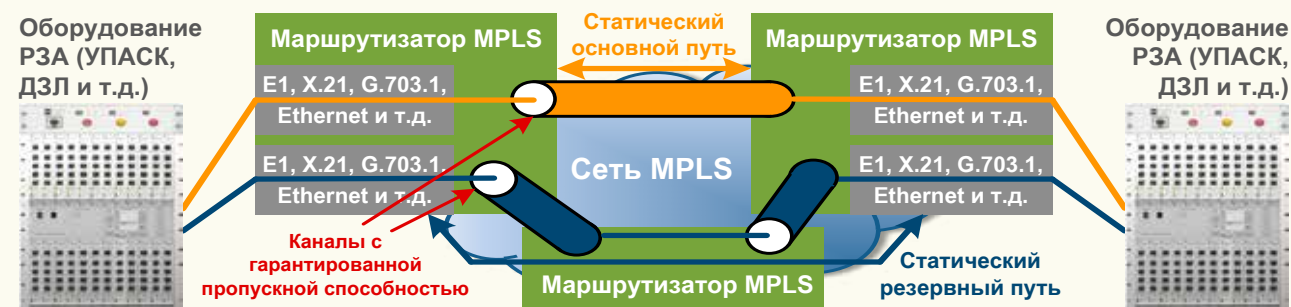 Оборудование
РЗА (УПАСК,
ДЗЛ и т.д.)
Маршрутизатор MPLS
E1, X.21, G.703.1,
Ethernet и т.д.
E1, X.21, G.703.1,
Ethernet и т.д.
Каналы с
гарантированной
пропускной способностью
Статический
основной путь
Сеть MPLS
Маршрутизатор MPLS
Маршрутизатор MPLS
E1, X.21, G.703.1,
Ethernet и т.д.
E1, X.21, G.703.1,
Ethernet и т.д.
Статический
резервный путь
Оборудование
РЗА (УПАСК,
ДЗЛ и т.д.)